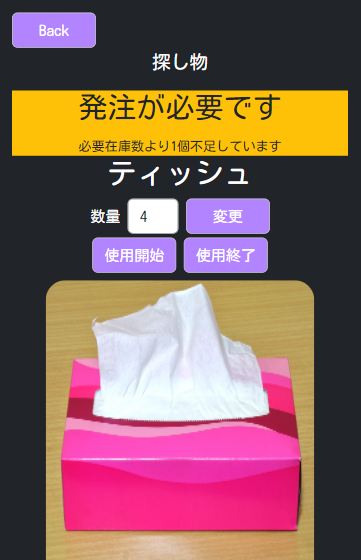 Back
探し物
発注が必要です
必要在庫数より1個不足しています
ティッシュ
数量 4 変更
使用開始 使用終了